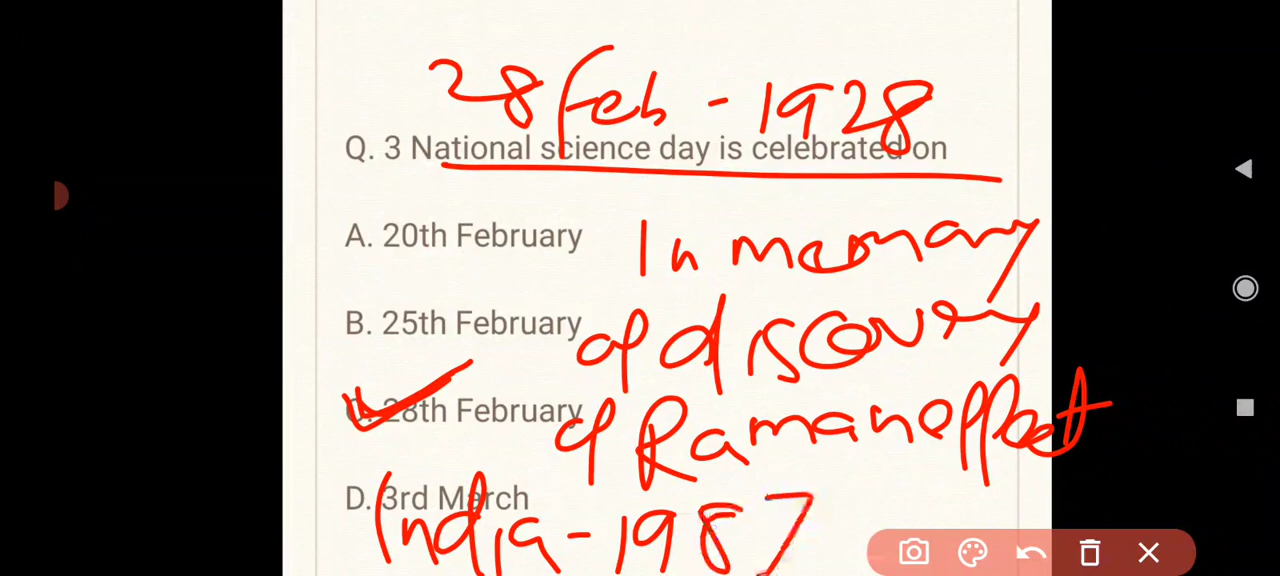 28 Feb - 1928
Q. 3 National science day is celebrated on
A. 20th February
In memory
B. 25th February
of discovery
C. 28th February
of Raman effect
D. 3rd March
India - 1987